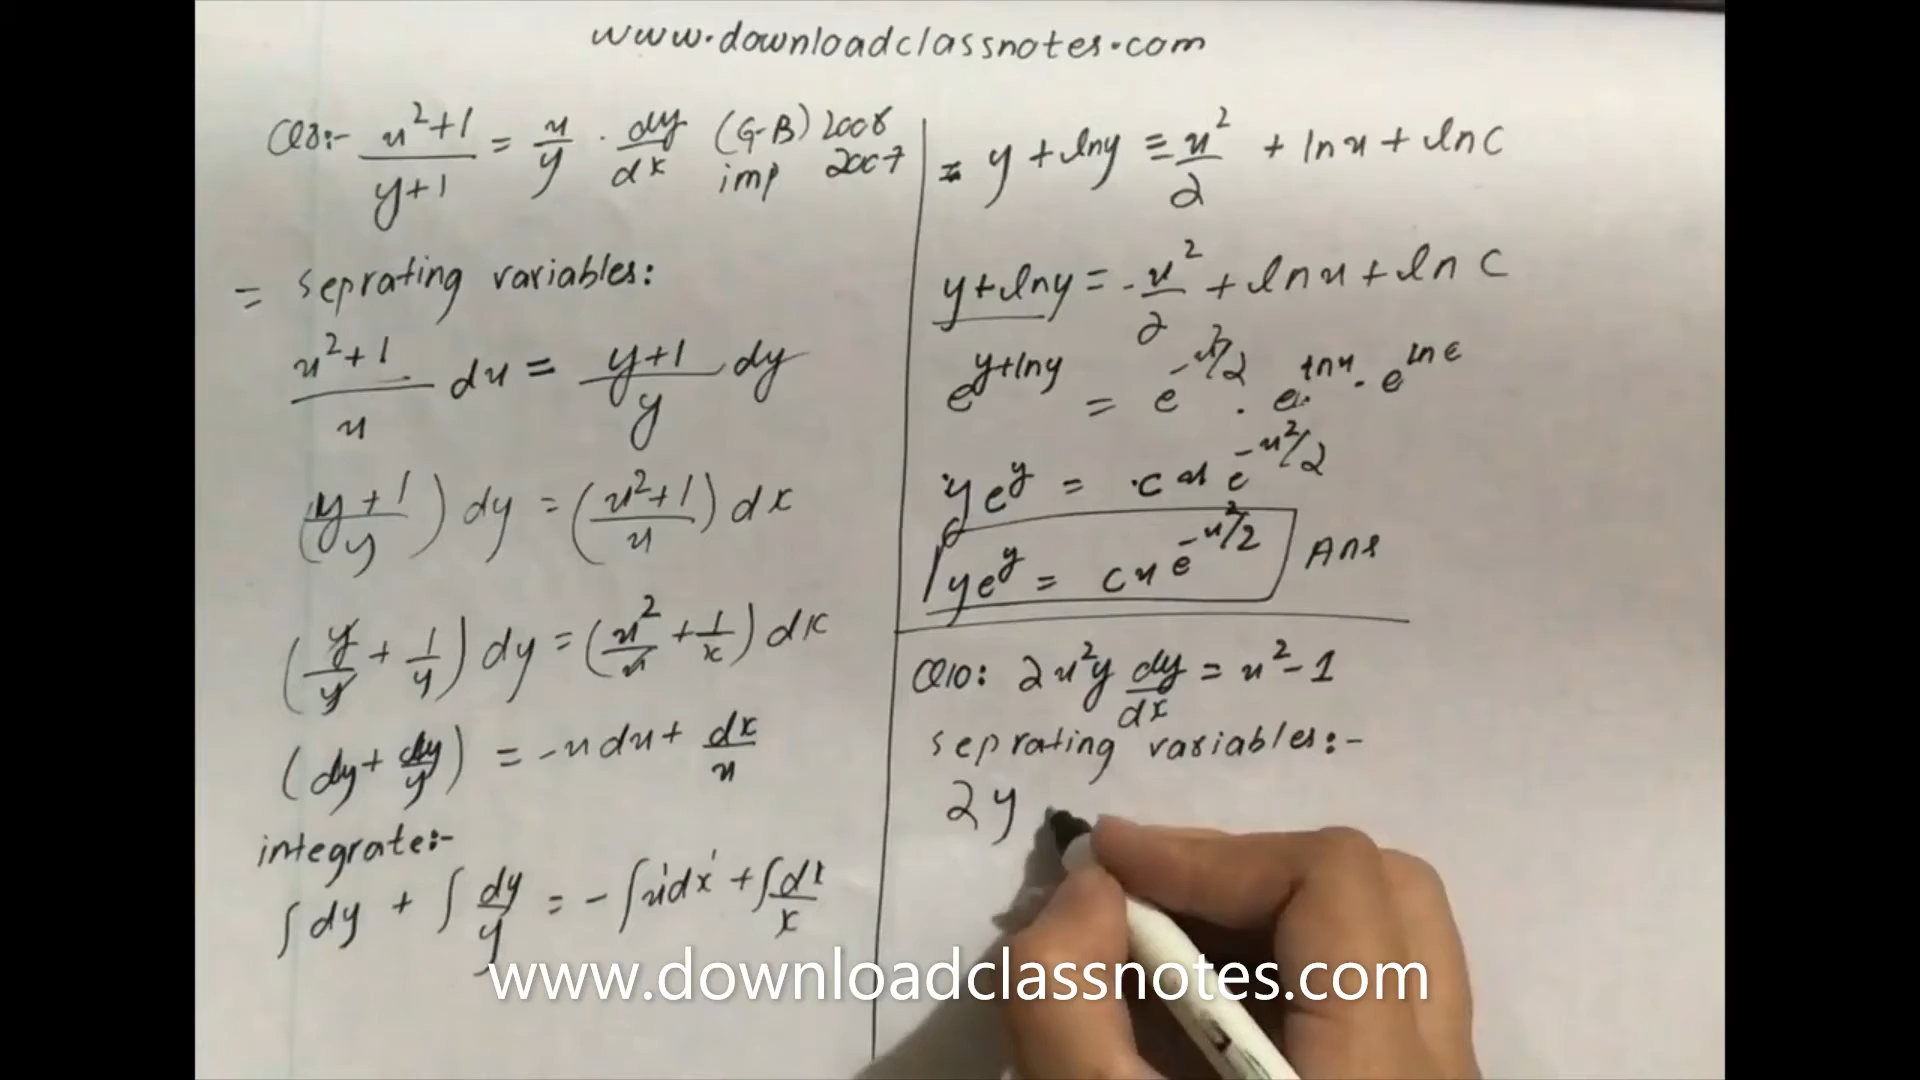 www.downloadclassnotes.com
Q8:- x²+1/y+1 = x/y · dy/dx (G-B) 2008
imp 2007
= seprating variables:
x²+1/x dx = y+1/y dy
(y+1/y) dy = (x²+1/x) dx
(y/y + 1/y) dy = (x²/x + 1/x) dx
(dy + dy/y) = -x dx + dx/x
integrate:-
∫dy + ∫dy/y = -∫x¹dx¹ + ∫dx/x
= y + lny = x²/2 + lnx + lnc
y + lny = -x²/2 + lnx + ln c
e^y+lny = e^-x²/2 · e^lnx · e^lnc
ye^y = ·cx e^-x²/2
ye^y = cx e^-x²/2 Ans
Q10: 2x²y dy/dx = x²-1
seprating variables:-
2y
www.downloadclassnotes.com